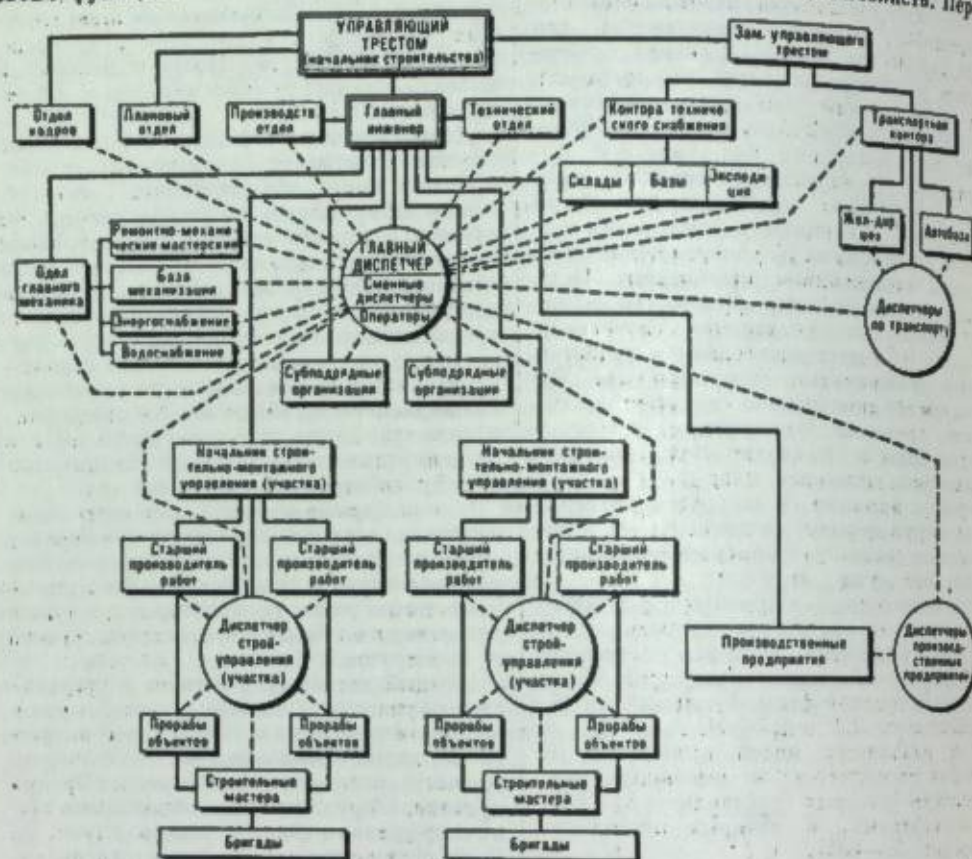 Пер
УПРАВЛЯЮЩИЙ
ТРЕСТОМ
(начальник строительства)
Зам. управляющего
трестом
Отдел
кадров
Плановый
отдел
Производств.
отдел
Главный
инженер
Технический
отдел
Контора техниче
ского снабжения
Транспортная
контора
Склады
Базы
Экспеди
ция
Ремонтно-механи-
ческие мастерские
База
механизации
Энергоснабжение
Водоснабжение
Одел
главного
механика
ГЛАВНЫЙ
ДИСПЕТЧЕР
Сменные
диспетчеры
Операторы
Жел-дор
цех
Автобаза
Диспетчеры
по транспорту
Субподрядные
организации
Субподрядные
организации
Начальник строи-
тельно-монтажного
управления (участка)
Начальник строи-
тельно-монтажного
управления (участка)
Старший
производитель
работ
Старший
производитель
работ
Старший
производитель
работ
Старший
производитель
работ
Диспетчер
строй-
управления
(участка)
Диспетчер
строй-
управления
(участка)
Производственные
предприятия
Диспетчеры
производ-
ственных
предприятий
Прорабы
объектов
Прорабы
объектов
Прорабы
объектов
Прорабы
объектов
Строительные
мастера
Строительные
мастера
Бригады
Бригады